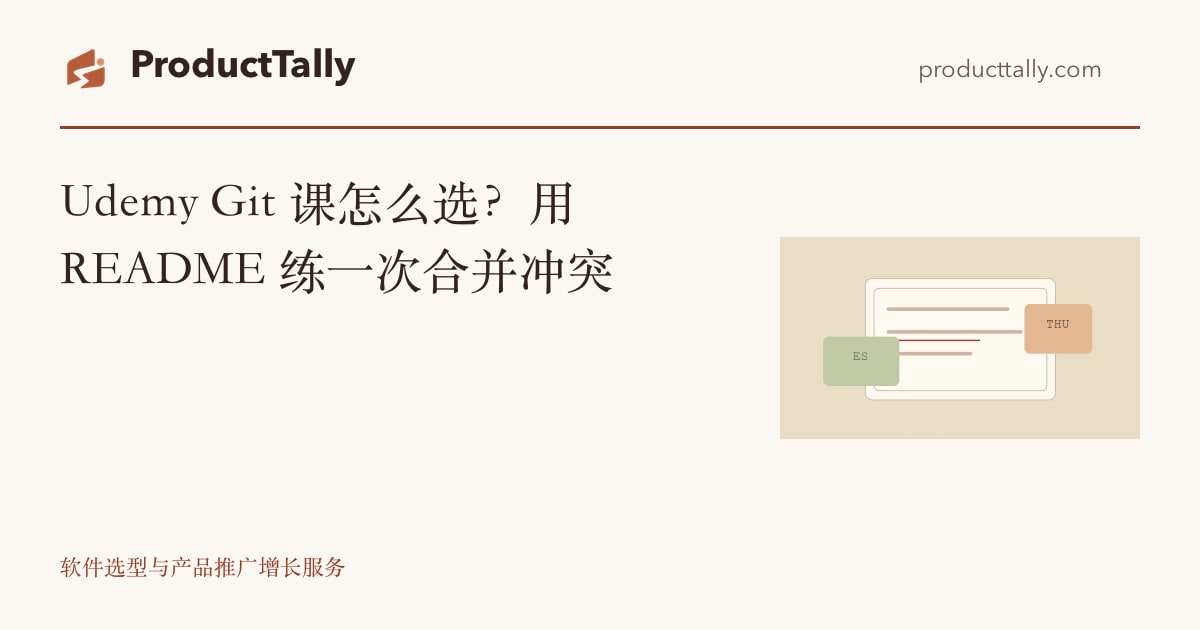 ProductTally
producttally.com
Udemy Git 课怎么选？用
README 练一次合并冲突
THU
ES
软件选型与产品推广增长服务